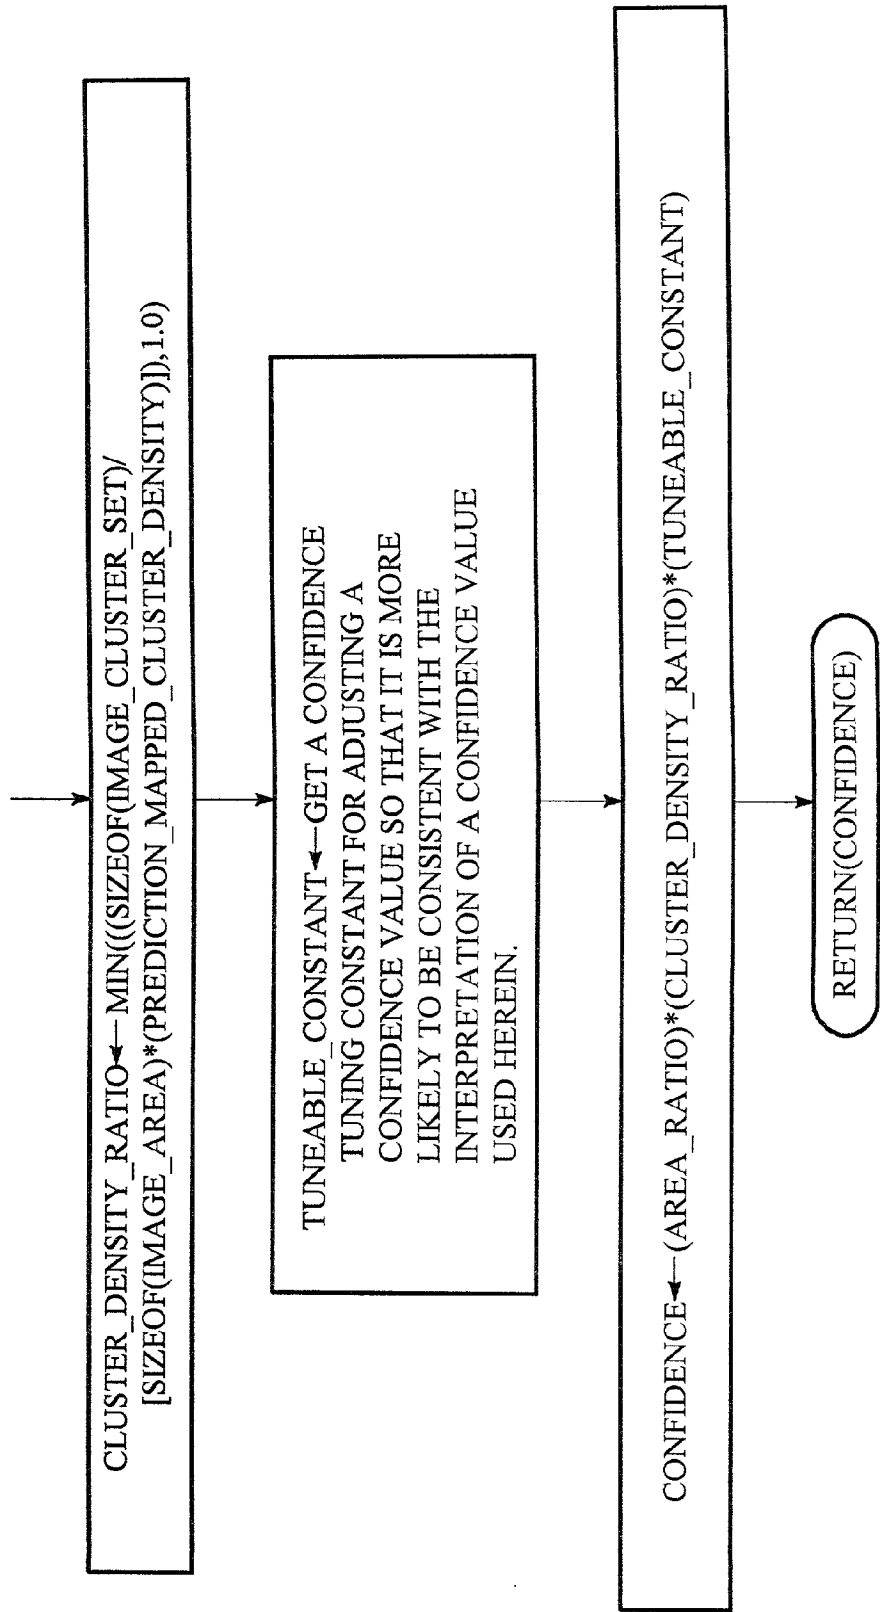 CLUSTER_DENSITY_RATIO←MIN(((SIZEOF(IMAGE_CLUSTER_SET)/
[SIZEOF(IMAGE_AREA)*(PREDICTION_MAPPED_CLUSTER_DENSITY)]),1.0)
TUNEABLE_CONSTANT←GET A CONFIDENCE
TUNING CONSTANT FOR ADJUSTING A
CONFIDENCE VALUE SO THAT IT IS MORE
LIKELY TO BE CONSISTENT WITH THE
INTERPRETATION OF A CONFIDENCE VALUE
USED HEREIN.
CONFIDENCE←(AREA_RATIO)*(CLUSTER_DENSITY_RATIO)*(TUNEABLE_CONSTANT)
RETURN(CONFIDENCE)